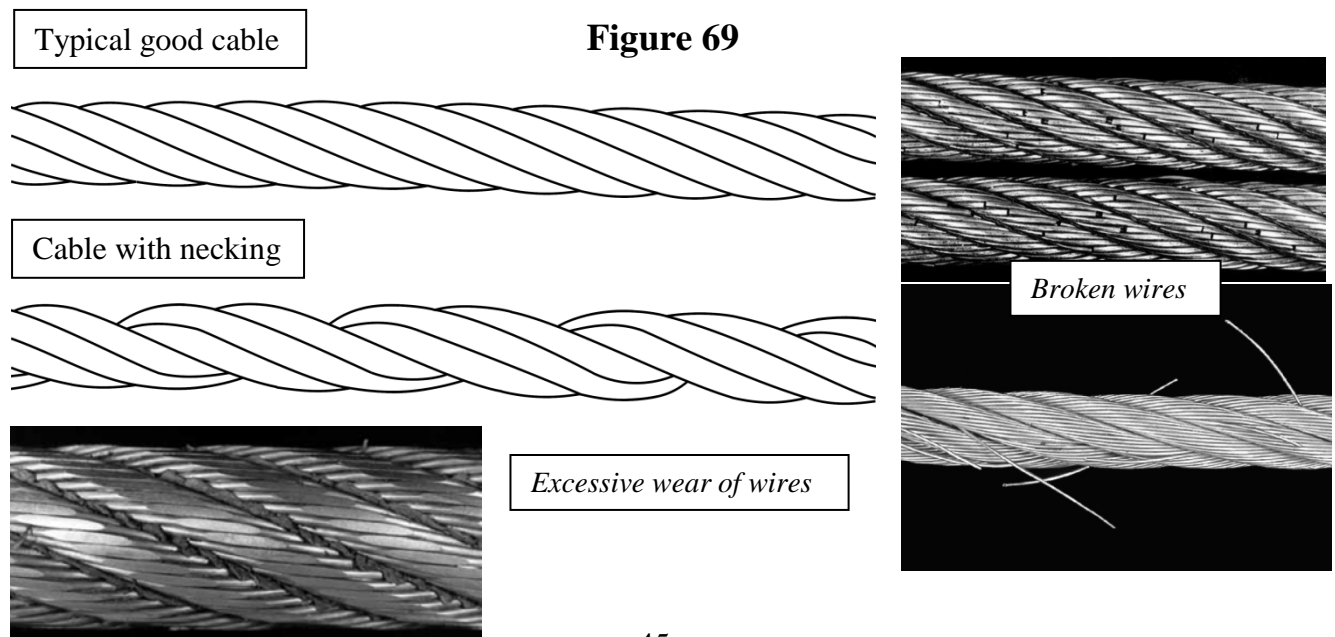 Typical good cable
Figure 69
Cable with necking
Broken wires
Excessive wear of wires